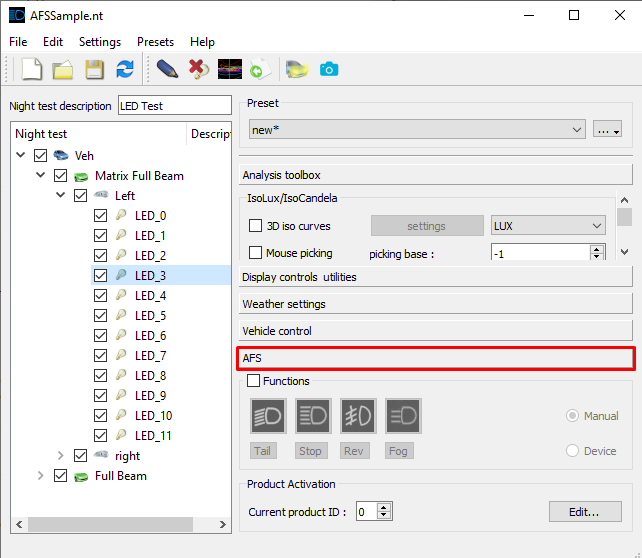 AFSSample.nt
File Edit Settings Presets Help
Night test description LED Test
Night test Descript
Veh
Matrix Full Beam
Left
LED_0
LED_1
LED_2
LED_3
LED_4
LED_5
LED_6
LED_7
LED_8
LED_9
LED_10
LED_11
right
Full Beam
Preset
new* ...
Analysis toolbox
IsoLux/IsoCandela
3D iso curves settings LUX
Mouse picking picking base : -1
Display controls utilities
Weather settings
Vehicle control
AFS
Functions
Tail Stop Rev Fog
Manual
Device
Product Activation
Current product ID : 0 Edit...